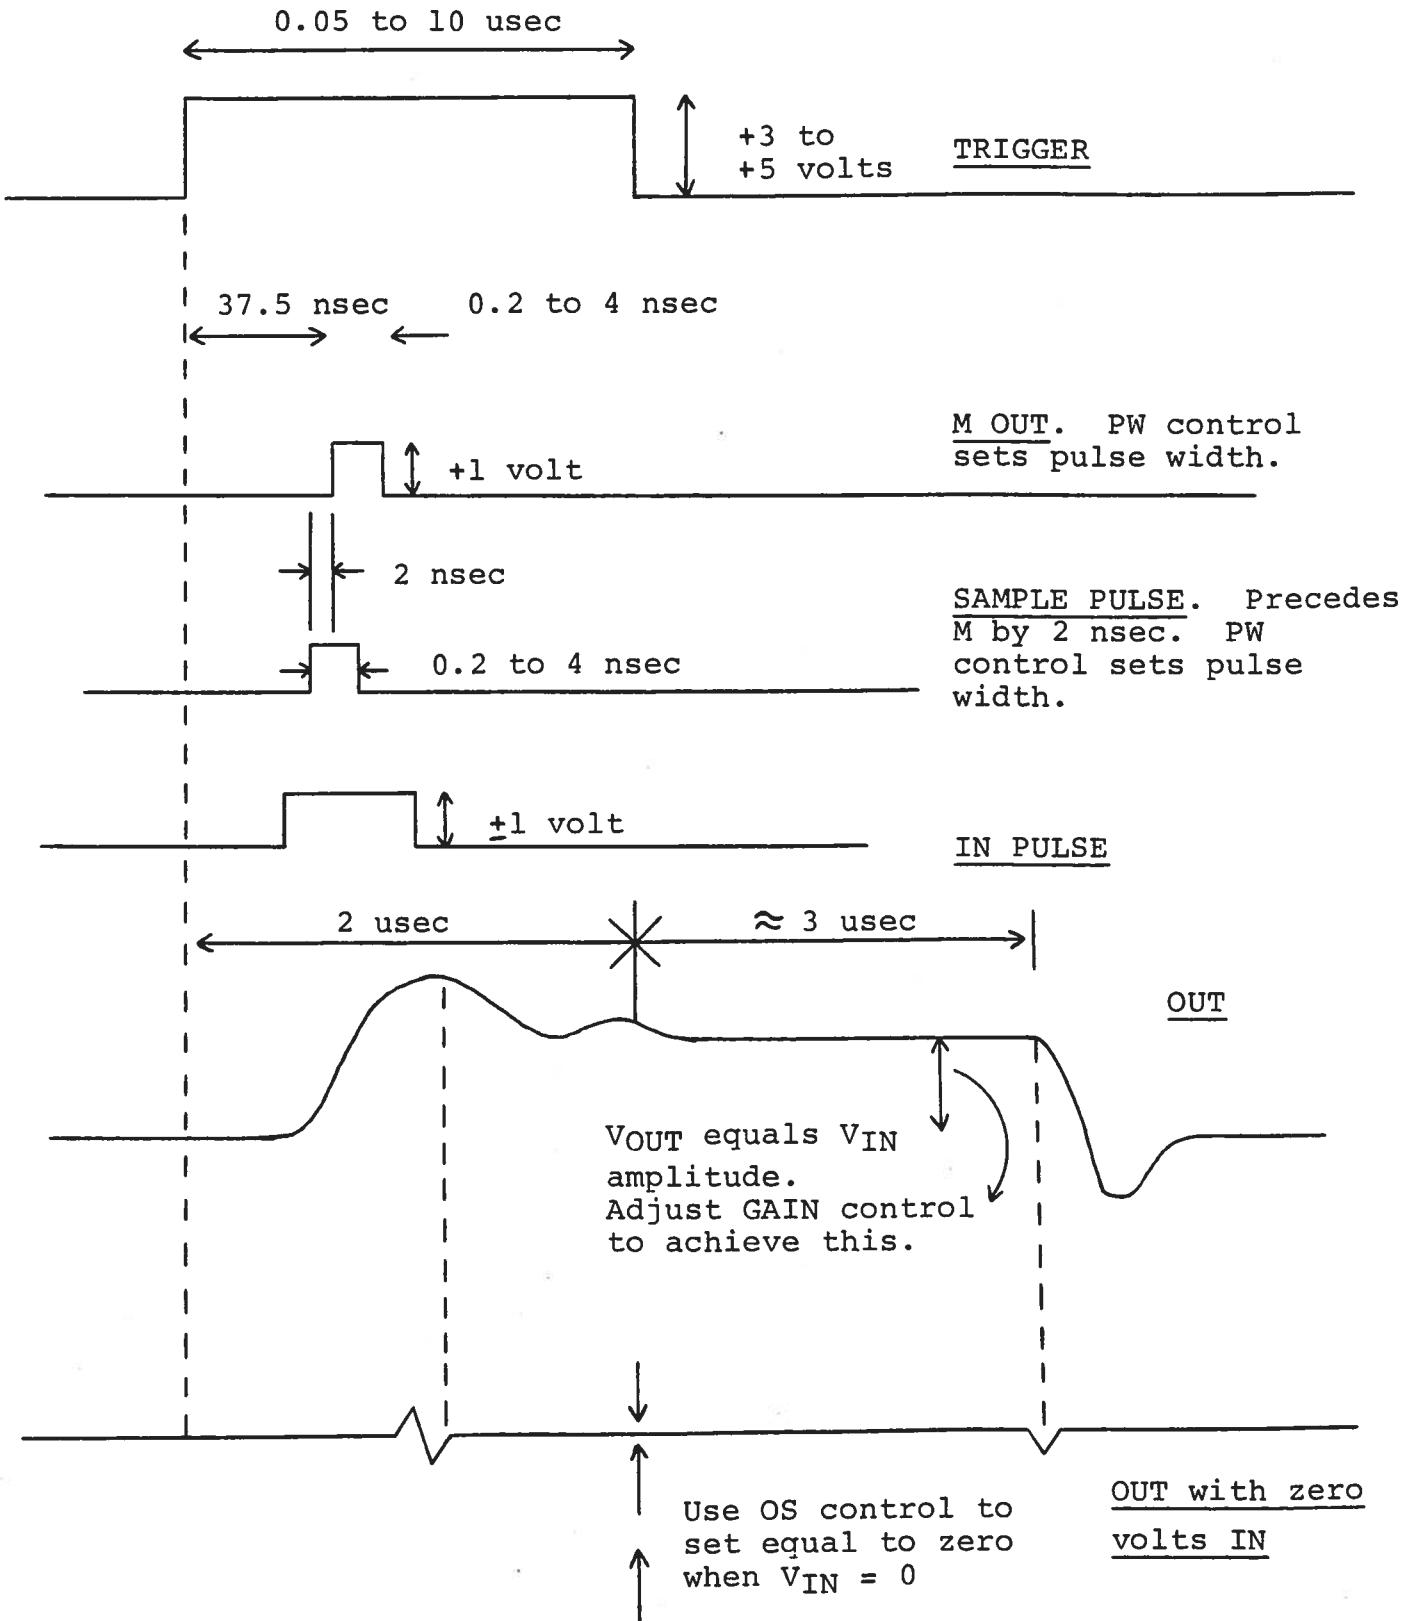 0.05 to 10 usec
+3 to
+5 volts
TRIGGER
37.5 nsec
0.2 to 4 nsec
M OUT. PW control
sets pulse width.
+1 volt
2 nsec
SAMPLE PULSE. Precedes
M by 2 nsec. PW
control sets pulse
width.
0.2 to 4 nsec
±1 volt
IN PULSE
2 usec
≈ 3 usec
OUT
VOUT equals VIN
amplitude.
Adjust GAIN control
to achieve this.
Use OS control to
set equal to zero
when VIN = 0
OUT with zero
volts IN